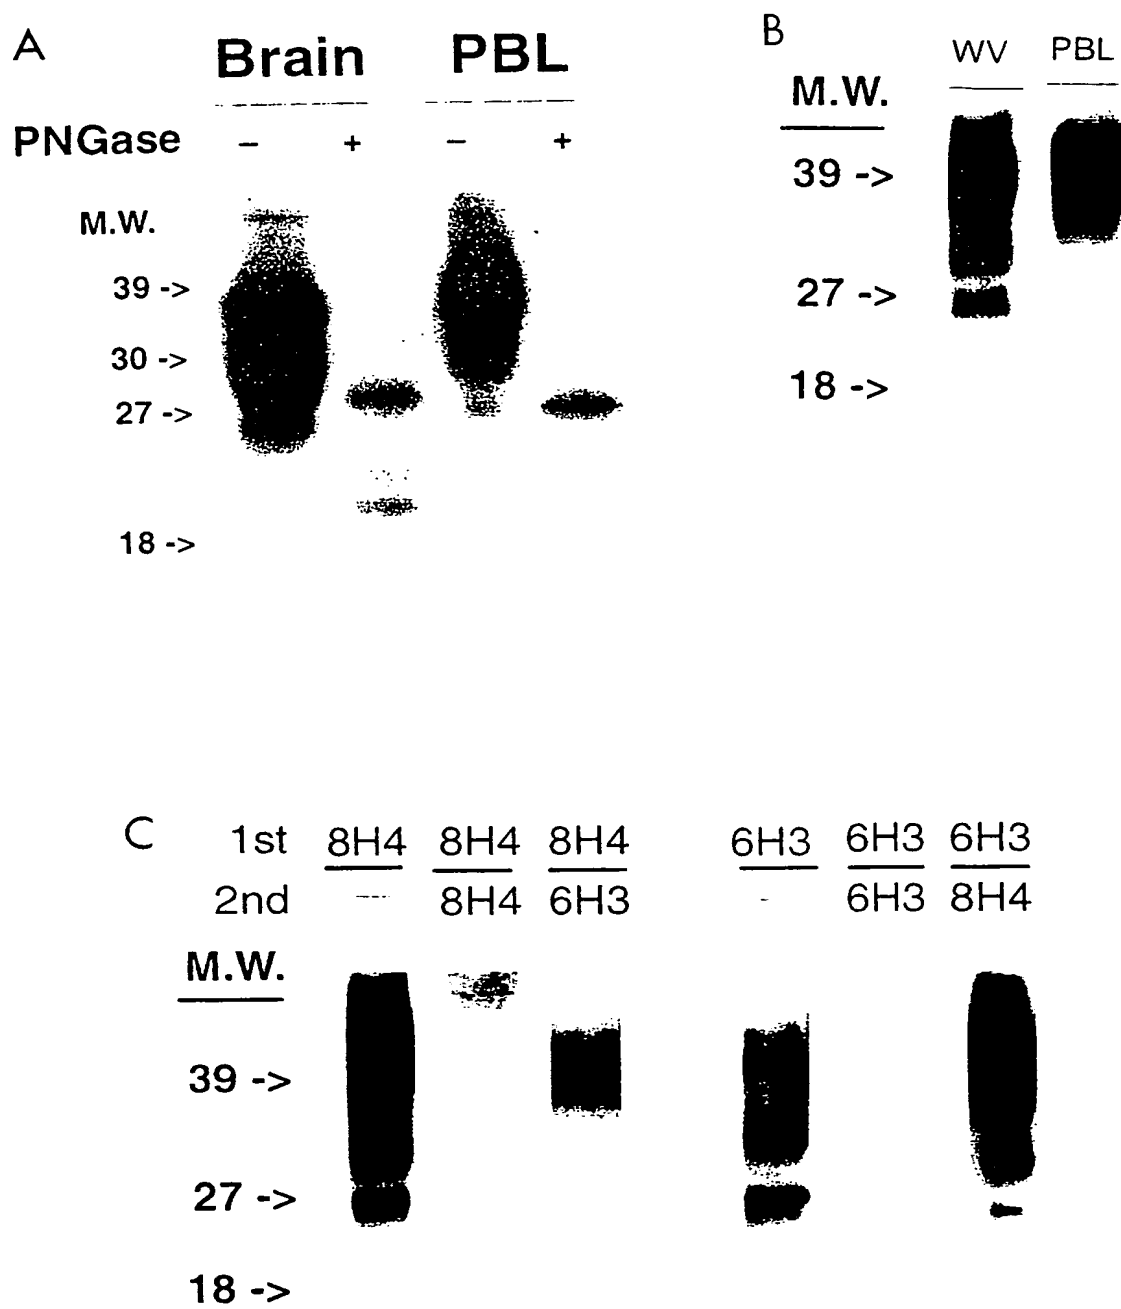 A
Brain PBL
PNGase - + - +
M.W.
39 ->
30 ->
27 ->
18 ->
B
WV PBL
M.W.
39 ->
27 ->
18 ->
C
1st 8H4 8H4 8H4 6H3 6H3 6H3
2nd --- 8H4 6H3 - 6H3 8H4
M.W.
39 ->
27 ->
18 ->